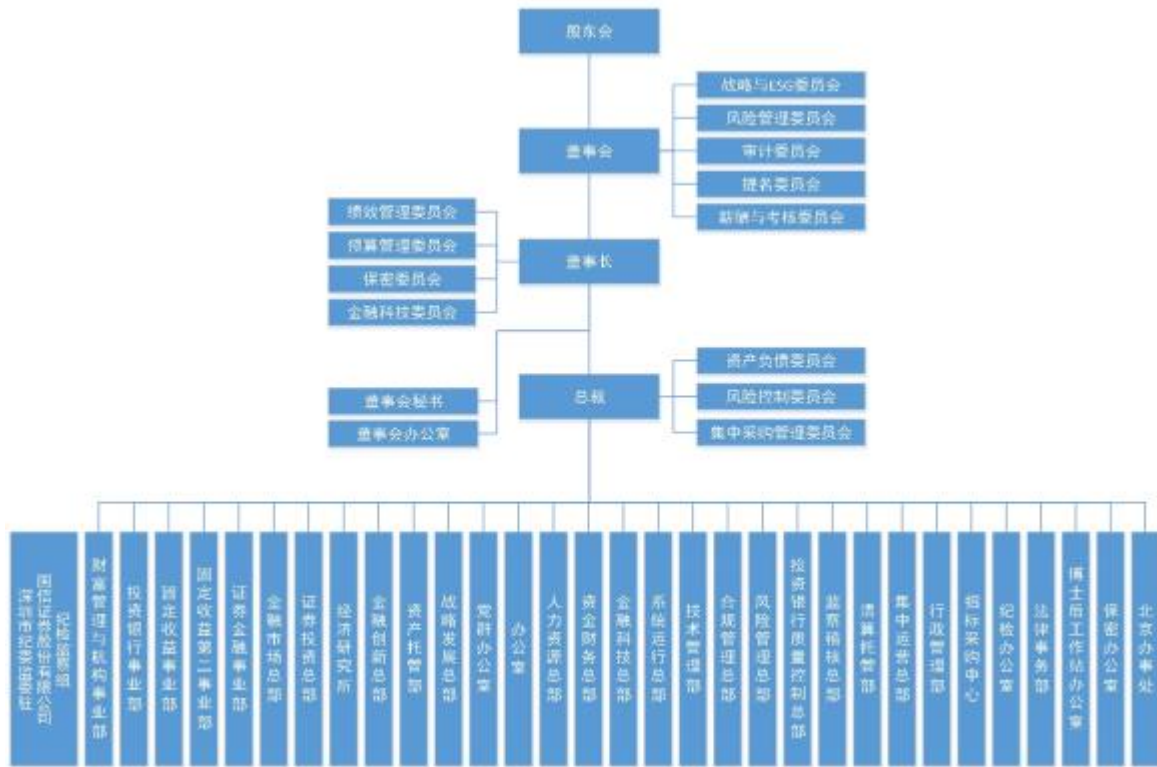 股东会
战略与ESG委员会
风险管理委员会
董事会
审计委员会
提名委员会
薪酬与考核委员会
绩效管理委员会
预算管理委员会
董事长
保密委员会
金融科技委员会
资产负债委员会
总裁
风险控制委员会
董事会秘书
集中采购管理委员会
董事会办公室
深圳市纪委监委驻
国信证券股份有限公司
纪检监察组
财富管理与机构事业部
投资银行事业部
固定收益事业部
固定收益第二事业部
证券金融事业部
金融市场总部
证券投资总部
经济研究所
金融创新总部
资产托管部
战略发展总部
党群办公室
办公室
人力资源总部
资金财务总部
金融科技总部
系统运行总部
技术管理部
合规管理总部
风险管理总部
投资银行质量控制总部
监察稽核总部
清算托管部
集中运营总部
行政管理部
招标采购中心
纪检办公室
法律事务部
博士后工作站办公室
保密办公室
北京办事处